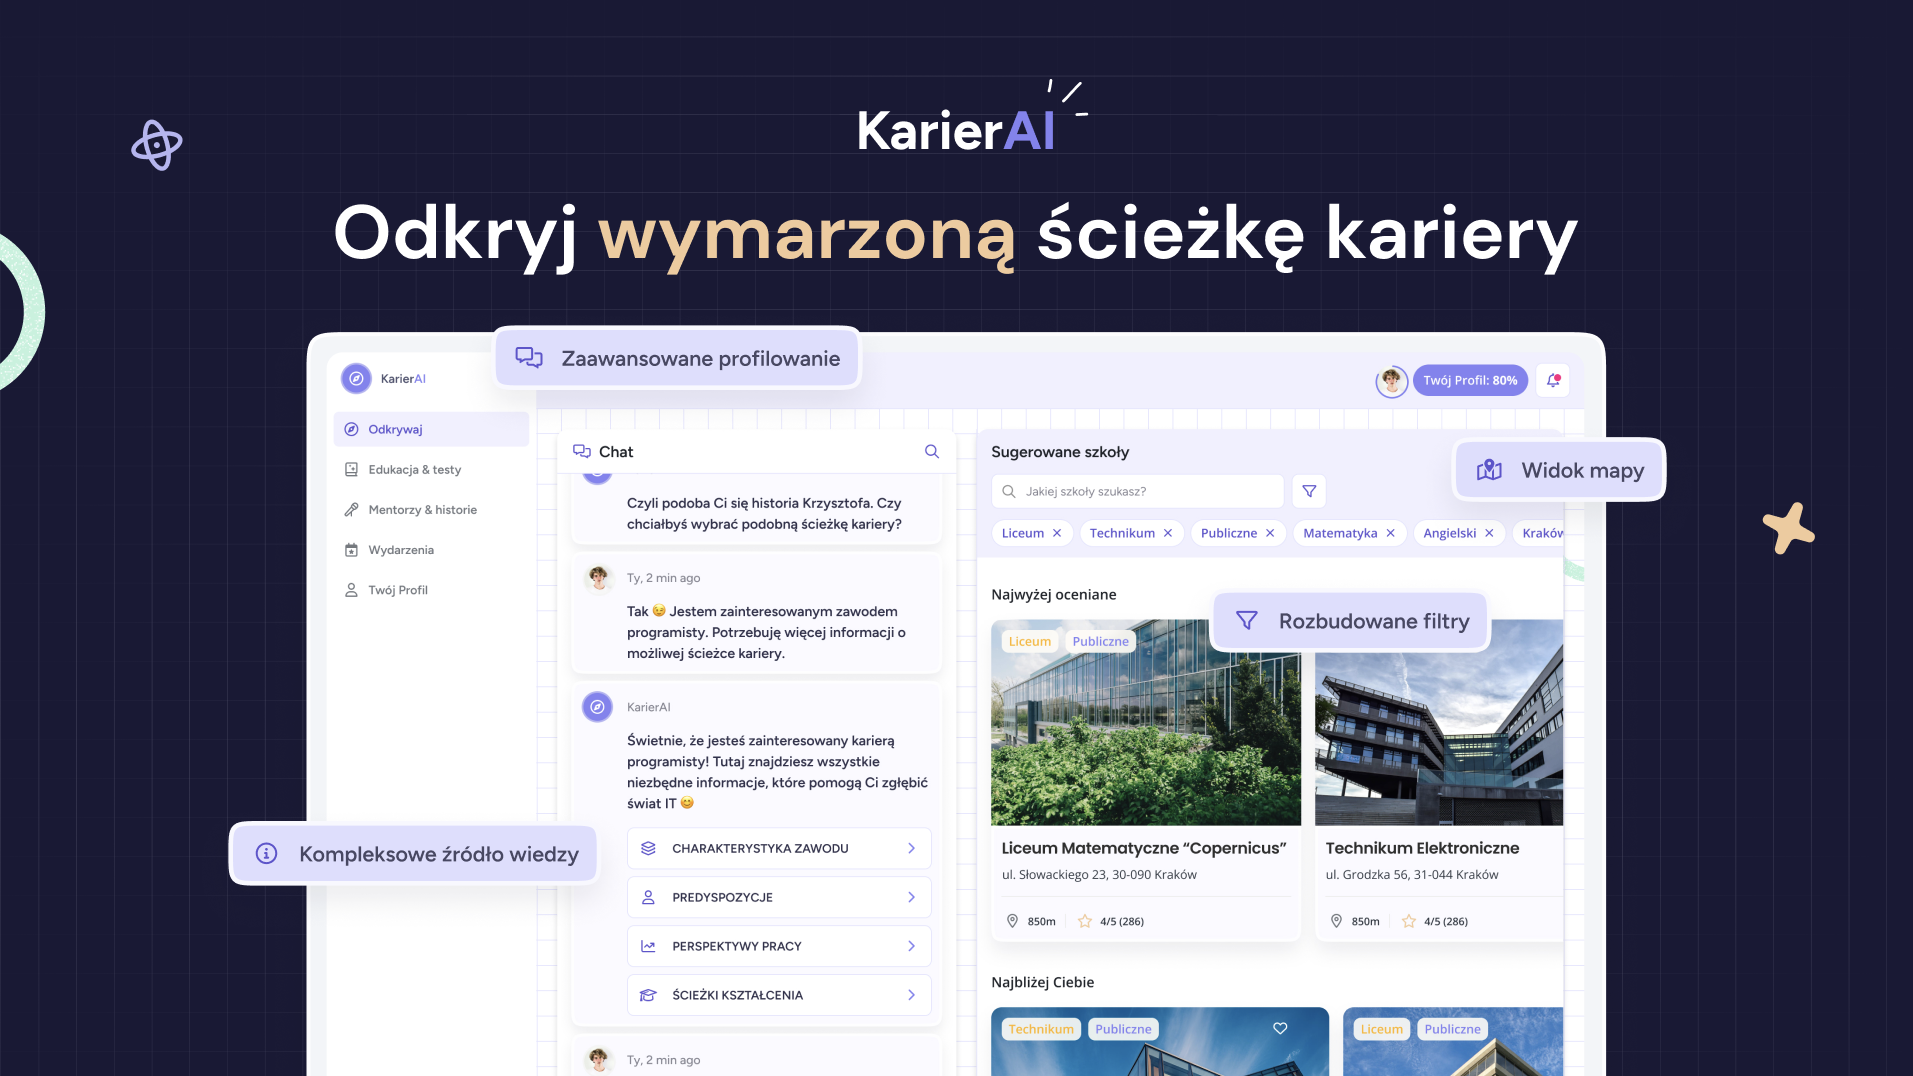 KarierAI
Odkryj wymarzoną ścieżkę kariery
Zaawansowane profilowanie
KarierAI
Twój Profil: 80%
Odkrywaj
Edukacja & testy
Mentorzy & historie
Wydarzenia
Twój Profil
Chat
Czyli podoba Ci się historia Krzysztofa. Czy
chciałbyś wybrać podobną ścieżkę kariery?
Ty, 2 min ago
Tak 😉 Jestem zainteresowanym zawodem
programisty. Potrzebuję więcej informacji o
możliwej ścieżce kariery.
KarierAI
Świetnie, że jesteś zainteresowany karierą
programisty! Tutaj znajdziesz wszystkie
niezbędne informacje, które pomogą Ci zgłębić
świat IT 😊
CHARAKTERYSTYKA ZAWODU
PREDYSPOZYCJE
PERSPEKTYWY PRACY
ŚCIEŻKI KSZTAŁCENIA
Ty, 2 min ago
Kompleksowe źródło wiedzy
Sugerowane szkoły
Widok mapy
Jakiej szkoły szukasz?
Liceum × Technikum × Publiczne × Matematyka × Angielski × Kraków
Najwyżej oceniane
Rozbudowane filtry
Liceum Publiczne
Liceum Matematyczne “Copernicus”
ul. Słowackiego 23, 30-090 Kraków
850m 4/5 (286)
Technikum Elektroniczne
ul. Grodzka 56, 31-044 Kraków
850m 4/5 (286)
Najbliżej Ciebie
Technikum Publiczne
Liceum Publiczne